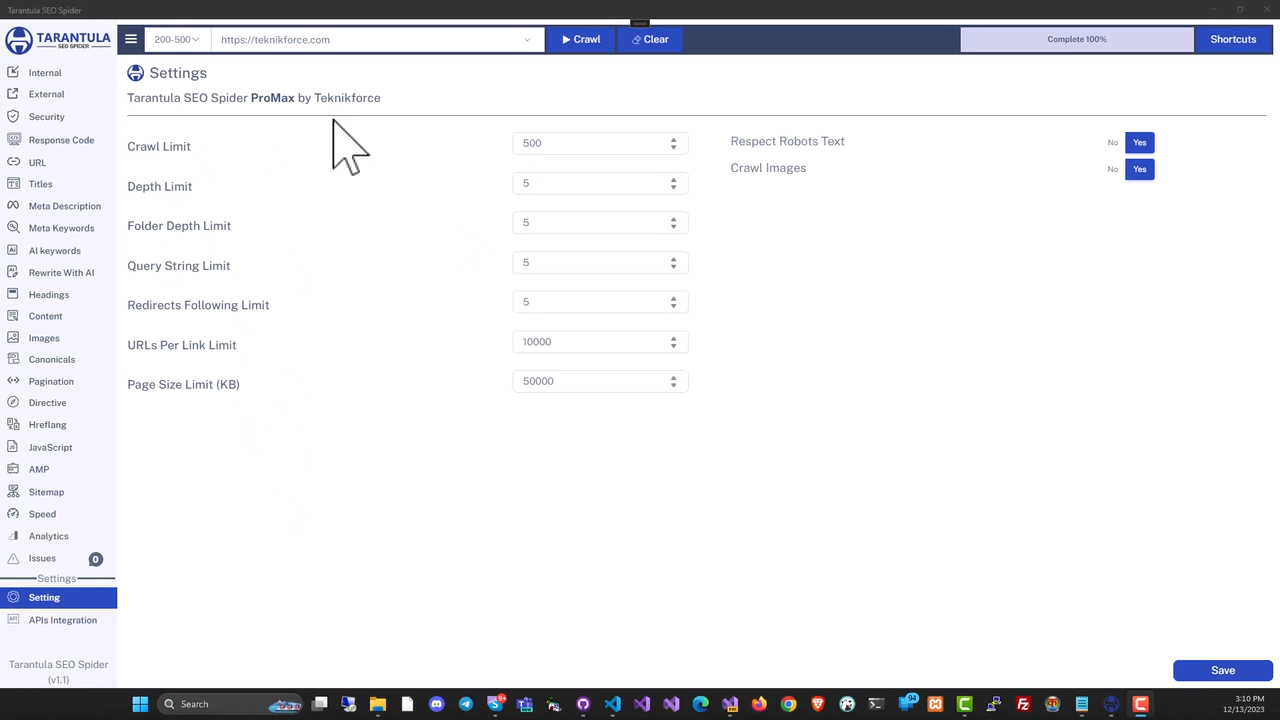 Tarantula SEO Spider
TARANTULA
SEO SPIDER
200-500
https://teknikforce.com
Crawl
Clear
Complete 100%
Shortcuts
Internal
External
Security
Response Code
URL
Titles
Meta Description
Meta Keywords
AI keywords
Rewrite With AI
Headings
Content
Images
Canonicals
Pagination
Directive
Hreflang
JavaScript
AMP
Sitemap
Speed
Analytics
Issues 0
Settings
Setting
APIs Integration
Tarantula SEO Spider
(v1.1)
Settings
Tarantula SEO Spider ProMax by Teknikforce
Crawl Limit 500
Depth Limit 5
Folder Depth Limit 5
Query String Limit 5
Redirects Following Limit 5
URLs Per Link Limit 10000
Page Size Limit (KB) 50000
Respect Robots Text No Yes
Crawl Images No Yes
Save
Search
9+
94
3:10 PM
12/13/2023